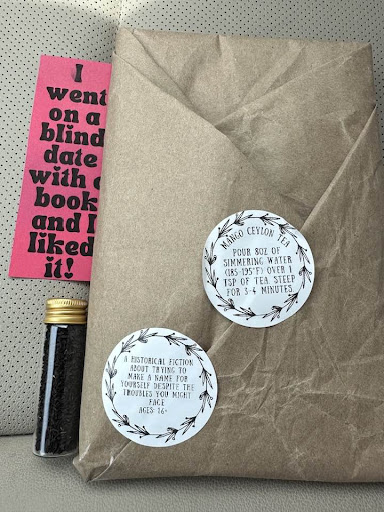 I
went
on a
blind
date
with a
book
and I
liked
it!
MANGO CEYLON TEA
POUR 8OZ OF
SIMMERING WATER
(185-195°F) OVER 1
TSP OF TEA STEEP
FOR 3-4 MINUTES.
A HISTORICAL FICTION
ABOUT TRYING TO
MAKE A NAME FOR
YOURSELF DESPITE THE
TROUBLES YOU MIGHT
FACE
AGES: 16+